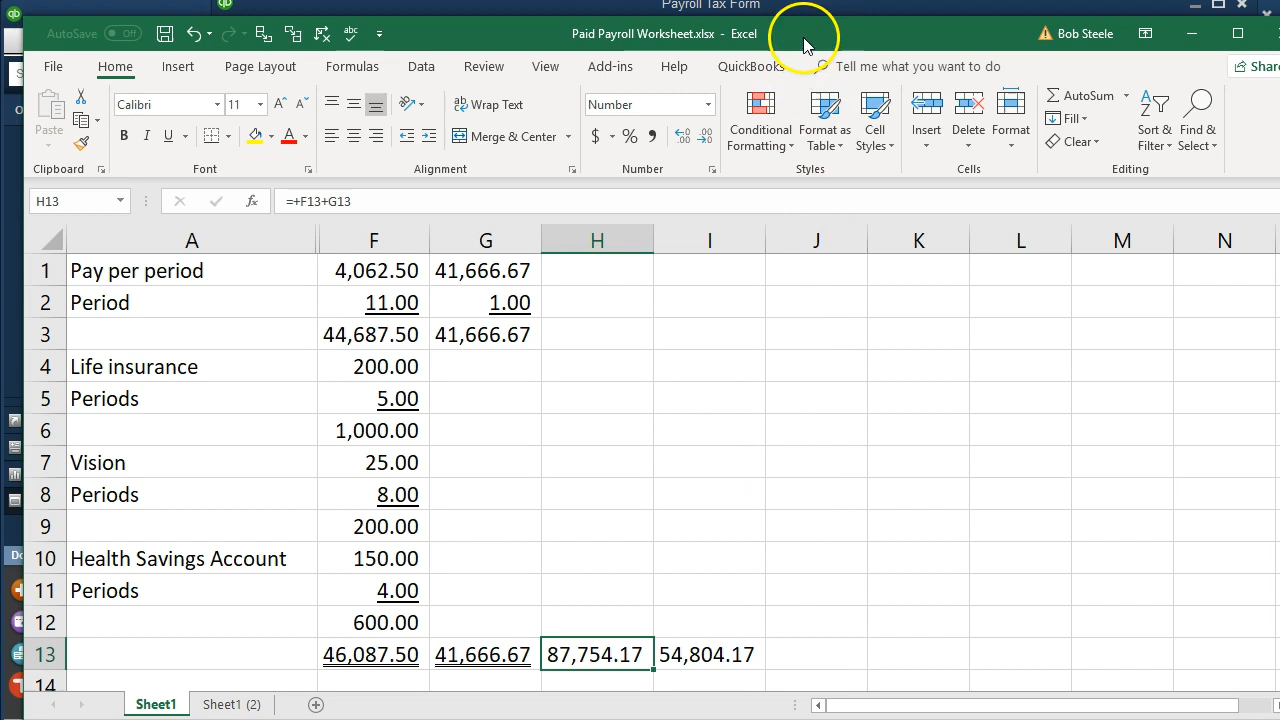 Payroll Tax Form
AutoSave Off Paid Payroll Worksheet.xlsx - Excel Bob Steele
File Home Insert Page Layout Formulas Data Review View Add-ins Help QuickBooks Tell me what you want to do Share
Paste Calibri 11 Wrap Text Number Conditional Formatting Format as Table Cell Styles Insert Delete Format AutoSum Fill Clear Sort & Filter Find & Select
B I U Merge & Center $ %
Clipboard Font Alignment Number Styles Cells Editing
H13 fx =+F13+G13
A F G H I J K L M N
1 Pay per period 4,062.50 41,666.67
2 Period 11.00 1.00
3 44,687.50 41,666.67
4 Life insurance 200.00
5 Periods 5.00
6 1,000.00
7 Vision 25.00
8 Periods 8.00
9 200.00
10 Health Savings Account 150.00
11 Periods 4.00
12 600.00
13 46,087.50 41,666.67 87,754.17 54,804.17
14
Sheet1 Sheet1 (2)